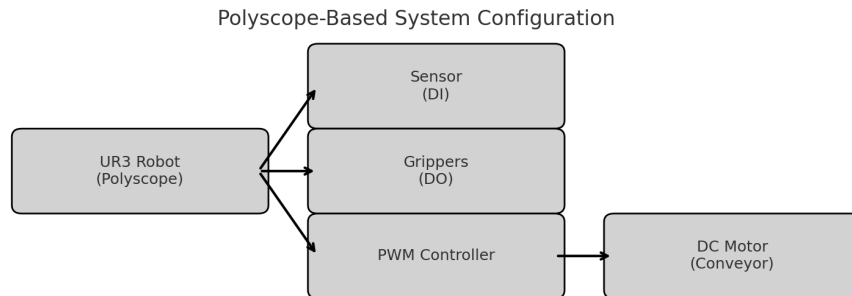 Polyscope-Based System Configuration
Sensor
(DI)
UR3 Robot
(Polyscope)
Grippers
(DO)
PWM Controller
DC Motor
(Conveyor)